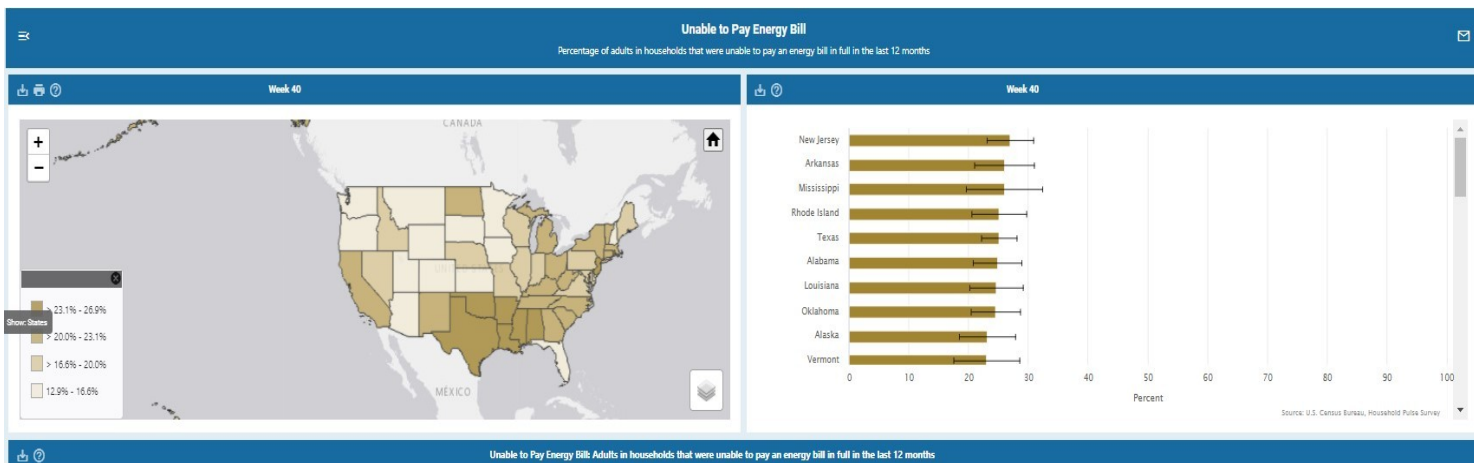 Unable to Pay Energy Bill
Percentage of adults in households that were unable to pay an energy bill in full in the last 12 months
Week 40
+
−
CANADA
MÉXICO
> 23.1% - 26.9%
Show: States
> 20.0% - 23.1%
> 16.6% - 20.0%
12.9% - 16.6%
Week 40
New Jersey
Arkansas
Mississippi
Rhode Island
Texas
Alabama
Louisiana
Oklahoma
Alaska
Vermont
0 10 20 30 40 50 60 70 80 90 100
Percent
Source: U.S. Census Bureau, Household Pulse Survey
Unable to Pay Energy Bill: Adults in households that were unable to pay an energy bill in full in the last 12 months